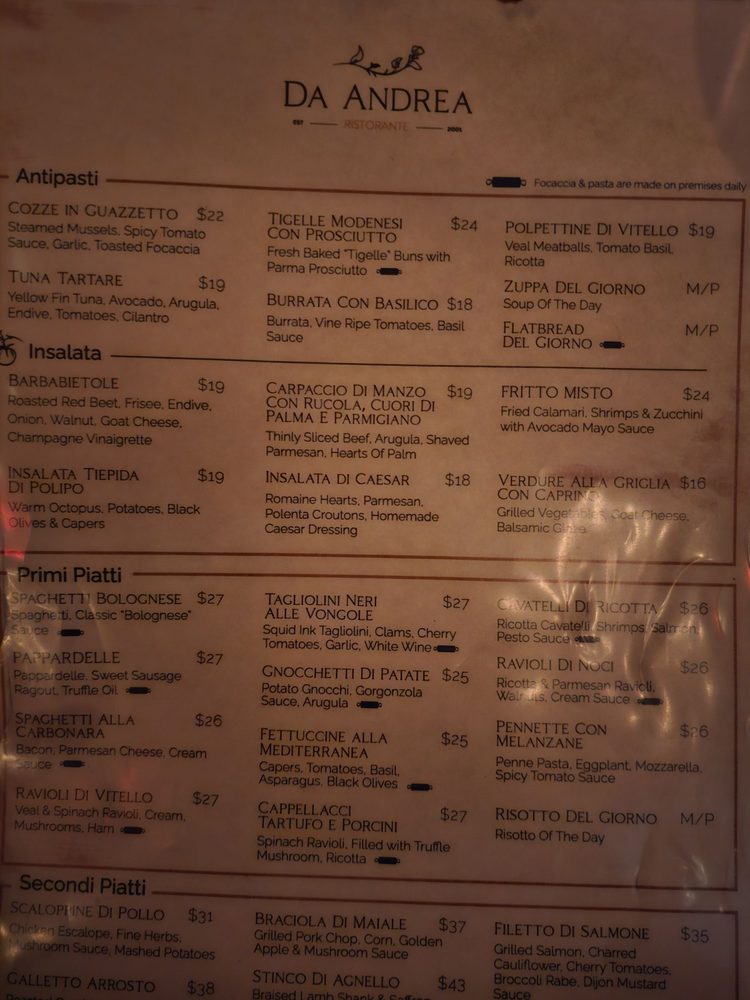 DA ANDREA
EST RISTORANTE 2001
Antipasti
Focaccia & pasta are made on premises daily
COZZE IN GUAZZETTO $22
Steamed Mussels, Spicy Tomato
Sauce, Garlic, Toasted Focaccia
TUNA TARTARE $19
Yellow Fin Tuna, Avocado, Arugula,
Endive, Tomatoes, Cilantro
TIGELLE MODENESI $24
CON PROSCIUTTO
Fresh Baked "Tigelle" Buns with
Parma Prosciutto
BURRATA CON BASILICO $18
Burrata, Vine Ripe Tomatoes, Basil
Sauce
POLPETTINE DI VITELLO $19
Veal Meatballs, Tomato Basil,
Ricotta
ZUPPA DEL GIORNO M/P
Soup Of The Day
FLATBREAD M/P
DEL GIORNO
Insalata
BARBABIETOLE $19
Roasted Red Beet, Frisee, Endive,
Onion, Walnut, Goat Cheese,
Champagne Vinaigrette
INSALATA TIEPIDA $19
DI POLIPO
Warm Octopus, Potatoes, Black
Olives & Capers
CARPACCIO DI MANZO $19
CON RUCOLA, CUORI DI
PALMA E PARMIGIANO
Thinly Sliced Beef, Arugula, Shaved
Parmesan, Hearts Of Palm
INSALATA DI CAESAR $18
Romaine Hearts, Parmesan,
Polenta Croutons, Homemade
Caesar Dressing
FRITTO MISTO $24
Fried Calamari, Shrimps & Zucchini
with Avocado Mayo Sauce
VERDURE ALLA GRIGLIA $16
CON CAPRINO
Grilled Vegetables, Goat Cheese,
Balsamic Glaze
Primi Piatti
SPAGHETTI BOLOGNESE $27
Spaghetti, Classic "Bolognese"
Sauce
PAPPARDELLE $27
Pappardelle, Sweet Sausage
Ragout, Truffle Oil
SPAGHETTI ALLA $26
CARBONARA
Bacon, Parmesan Cheese, Cream
Sauce
RAVIOLI DI VITELLO $27
Veal & Spinach Ravioli, Cream,
Mushrooms, Ham
TAGLIOLINI NERI $27
ALLE VONGOLE
Squid Ink Tagliolini, Clams, Cherry
Tomatoes, Garlic, White Wine
GNOCCHETTI DI PATATE $25
Potato Gnocchi, Gorgonzola
Sauce, Arugula
FETTUCCINE ALLA $25
MEDITERRANEA
Capers, Tomatoes, Basil,
Asparagus, Black Olives
CAPPELLACCI $27
TARTUFO E PORCINI
Spinach Ravioli, Filled with Truffle
Mushroom, Ricotta
CAVATELLI DI RICOTTA $26
Ricotta Cavatelli, Shrimps, Salmon,
Pesto Sauce
RAVIOLI DI NOCI $26
Ricotta & Parmesan Ravioli,
Walnuts, Cream Sauce
PENNETTE CON $26
MELANZANE
Penne Pasta, Eggplant, Mozzarella,
Spicy Tomato Sauce
RISOTTO DEL GIORNO M/P
Risotto Of The Day
Secondi Piatti
SCALOPPINE DI POLLO $31
Chicken Escalope, Fine Herbs,
Mushroom Sauce, Mashed Potatoes
GALLETTO ARROSTO $38
BRACIOLA DI MAIALE $37
Grilled Pork Chop, Corn, Golden
Apple & Mushroom Sauce
STINCO DI AGNELLO $43
Braised Lamb Shank & Saffron
FILETTO DI SALMONE $35
Grilled Salmon, Charred
Cauliflower, Cherry Tomatoes,
Broccoli Rabe, Dijon Mustard
Sauce